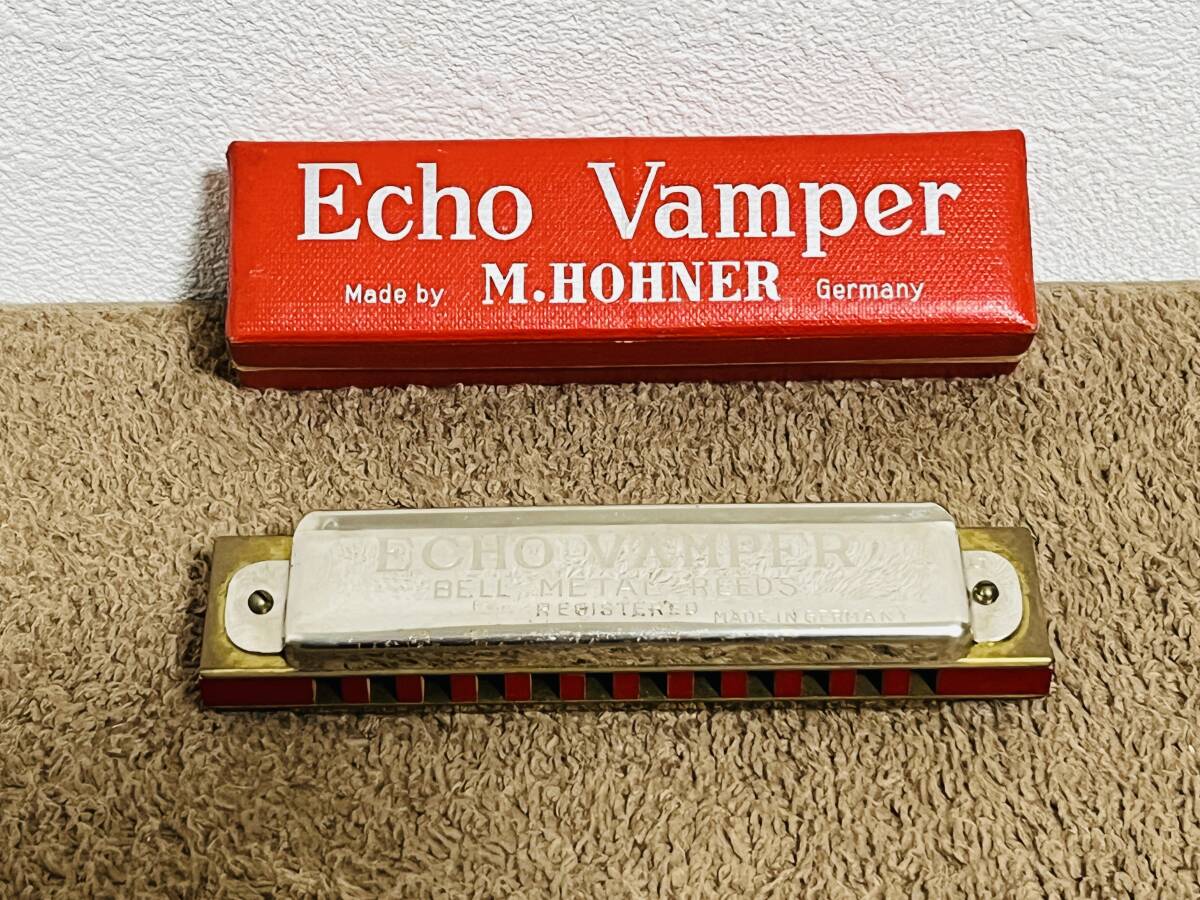 Echo Vamper
Made by M.HOHNER Germany
ECHO VAMPER
BELL METAL REEDS
REGISTERED MADE IN GERMANY